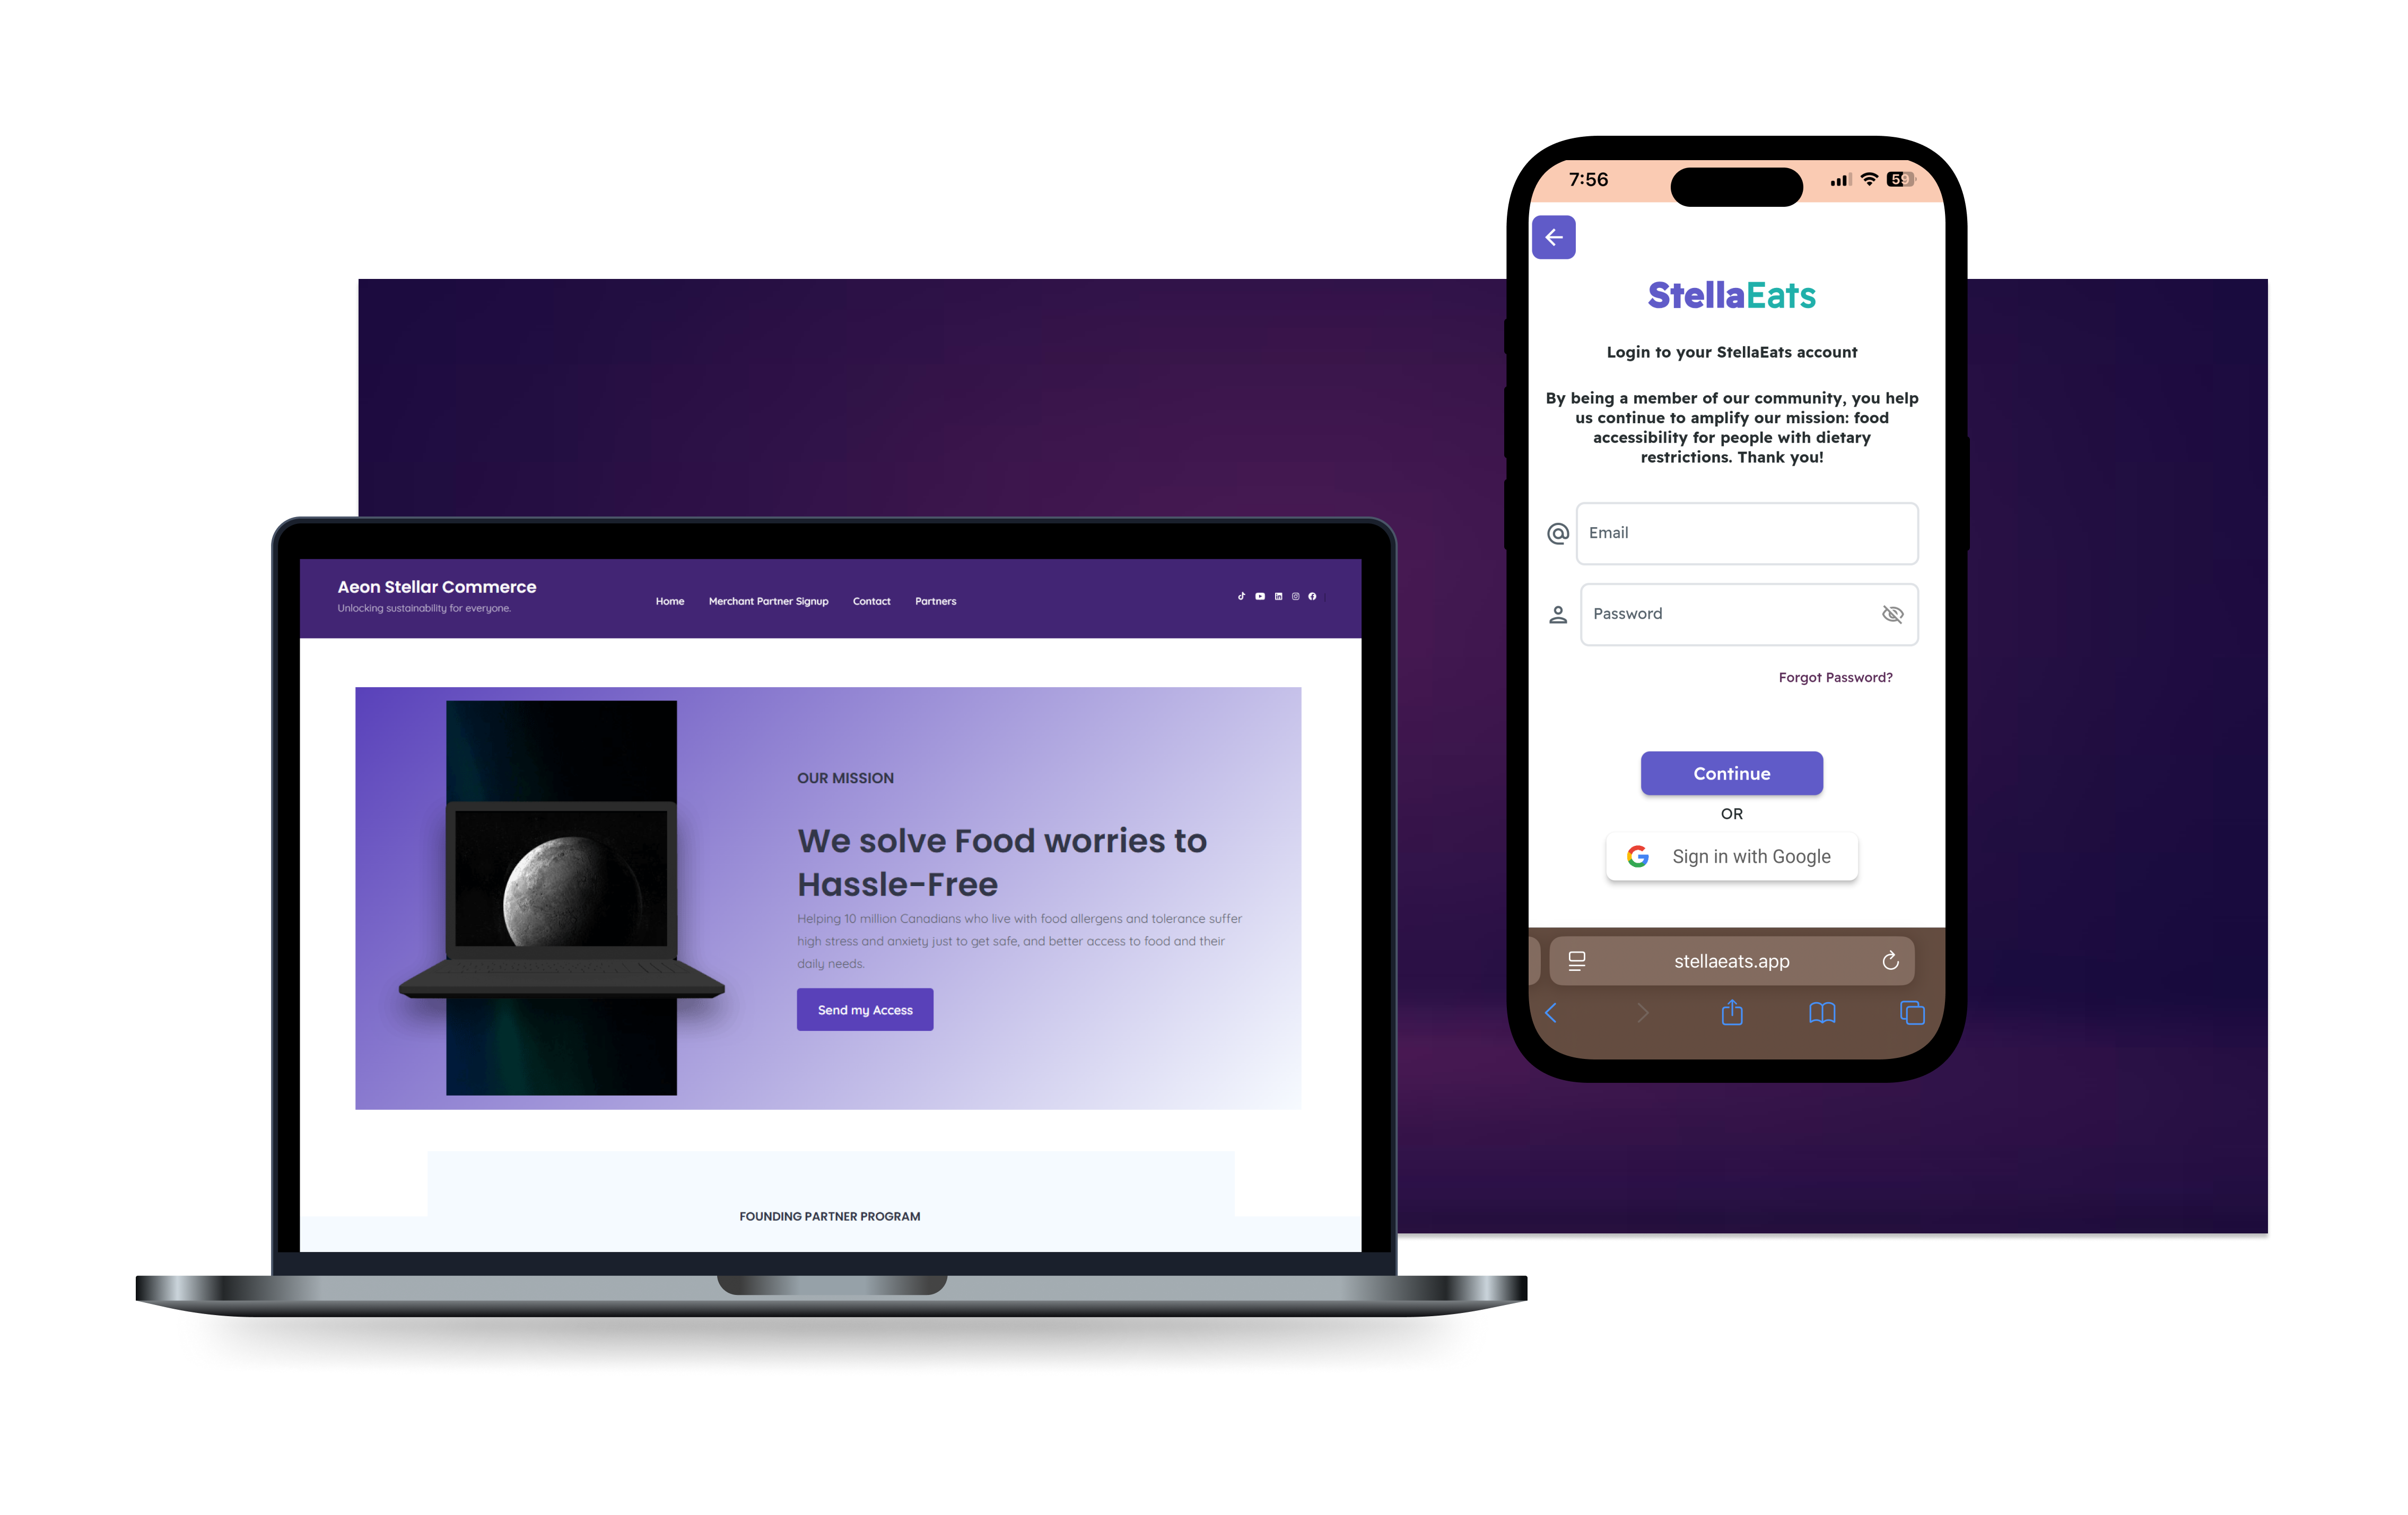 Aeon Stellar Commerce
Unlocking sustainability for everyone.
Home Merchant Partner Signup Contact Partners
OUR MISSION
We solve Food worries to
Hassle-Free
Helping 10 million Canadians who live with food allergens and tolerance suffer
high stress and anxiety just to get safe, and better access to food and their
daily needs.
Send my Access
FOUNDING PARTNER PROGRAM
7:56 59
StellaEats
Login to your StellaEats account
By being a member of our community, you help
us continue to amplify our mission: food
accessibility for people with dietary
restrictions. Thank you!
Email
Password
Forgot Password?
Continue
OR
Sign in with Google
stellaeats.app